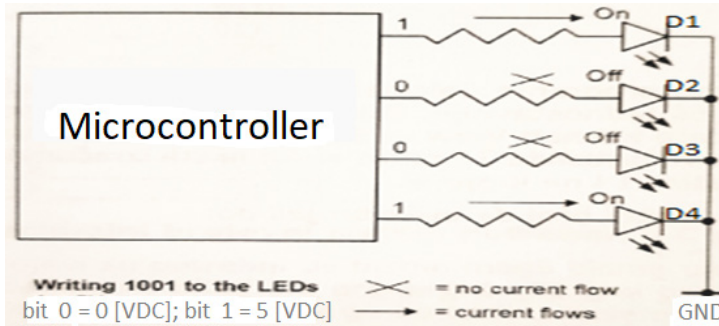 1 On D1
0 Off D2
Microcontroller
0 Off D3
1 On D4
Writing 1001 to the LEDs = no current flow
bit 0 = 0 [VDC]; bit 1 = 5 [VDC] = current flows GND